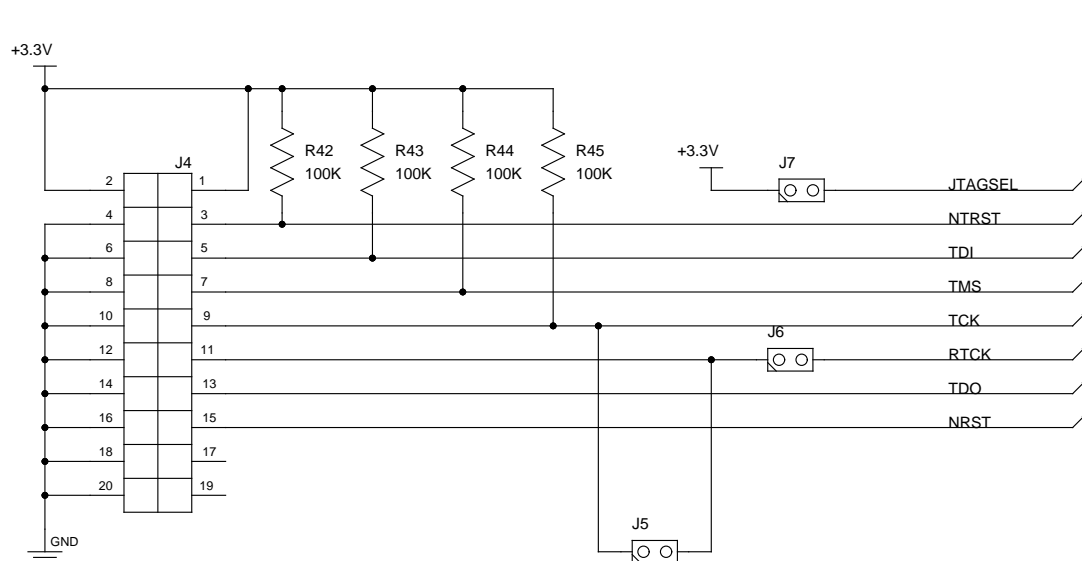 +3.3V
R42
100K
R43
100K
R44
100K
R45
100K
+3.3V
J7
J4
2
1
JTAGSEL
4
3
NTRST
6
5
TDI
8
7
TMS
10
9
TCK
J6
12
11
RTCK
14
13
TDO
16
15
NRST
18
17
20
19
J5
GND